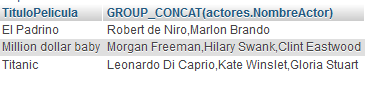 TituloPelicula GROUP_CONCAT(actores.NombreActor)
El Padrino Robert de Niro,Marlon Brando
Million dollar baby Morgan Freeman,Hilary Swank,Clint Eastwood
Titanic Leonardo Di Caprio,Kate Winslet,Gloria Stuart